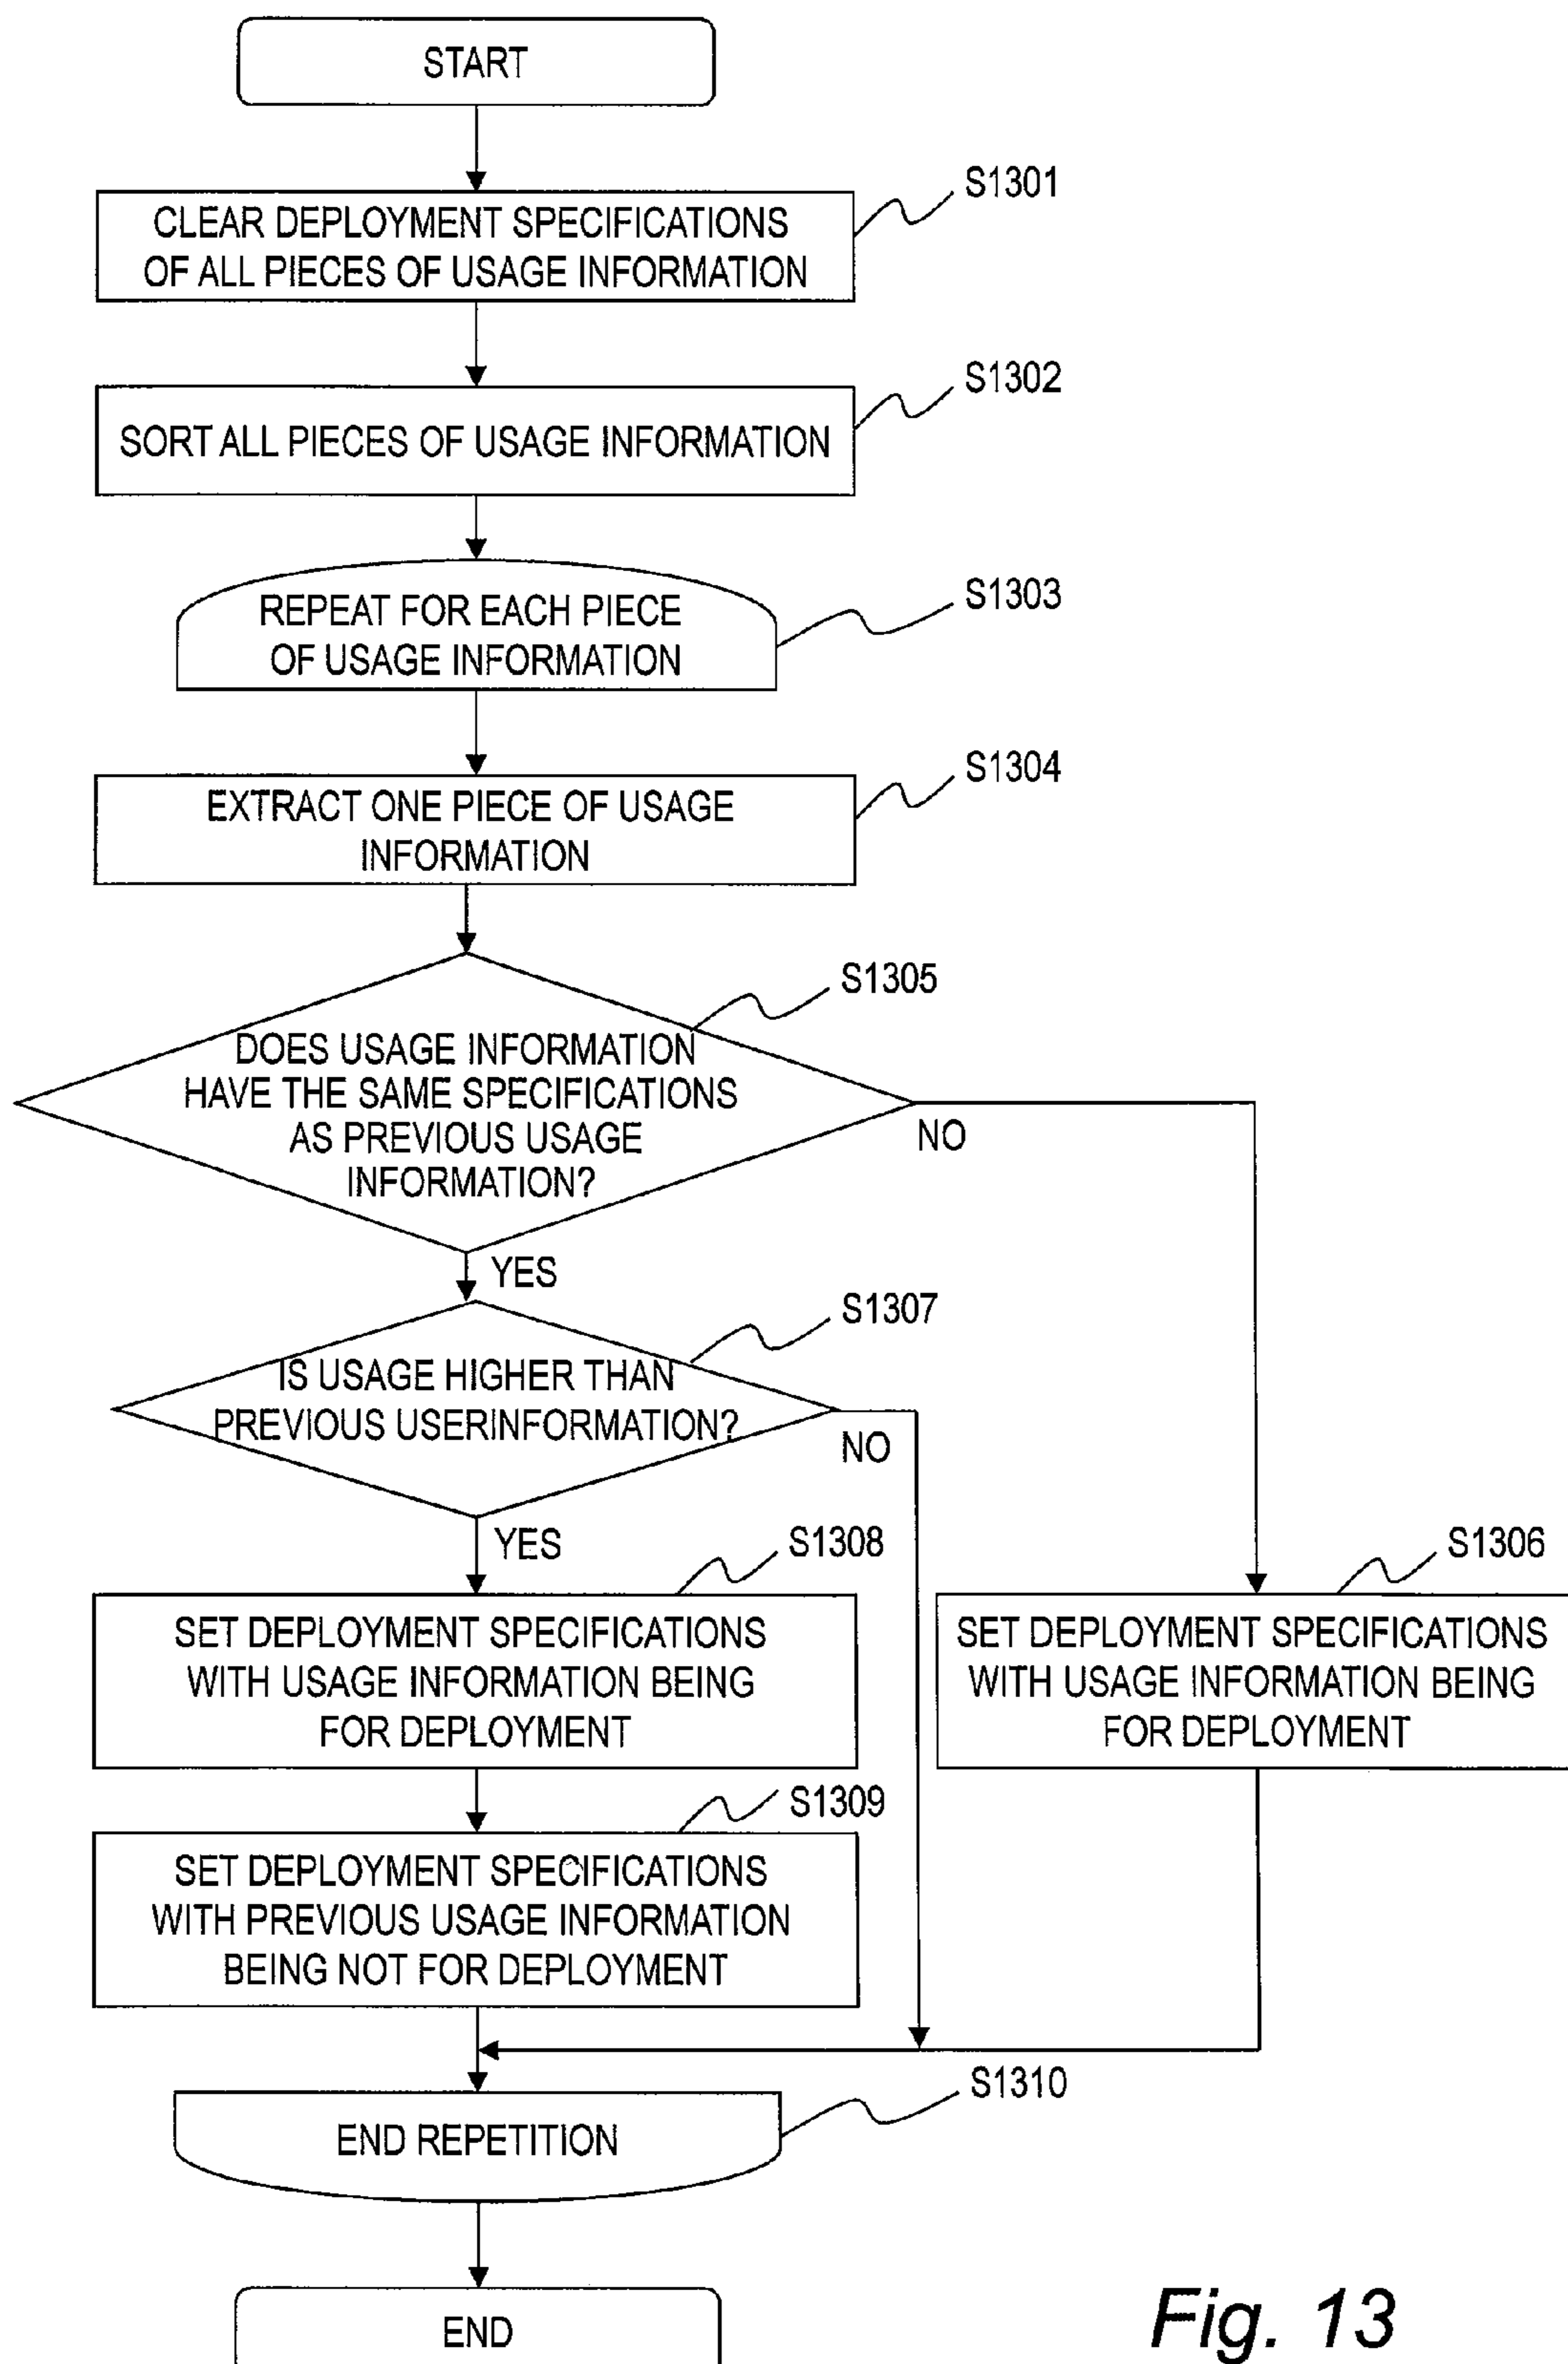 START
S1301
CLEAR DEPLOYMENT SPECIFICATIONS
OF ALL PIECES OF USAGE INFORMATION
S1302
SORT ALL PIECES OF USAGE INFORMATION
S1303
REPEAT FOR EACH PIECE
OF USAGE INFORMATION
S1304
EXTRACT ONE PIECE OF USAGE
INFORMATION
S1305
DOES USAGE INFORMATION
HAVE THE SAME SPECIFICATIONS
AS PREVIOUS USAGE
INFORMATION?
NO
YES
S1307
IS USAGE HIGHER THAN
PREVIOUS USERINFORMATION?
NO
YES
S1308
SET DEPLOYMENT SPECIFICATIONS
WITH USAGE INFORMATION BEING
FOR DEPLOYMENT
S1306
SET DEPLOYMENT SPECIFICATIONS
WITH USAGE INFORMATION BEING
FOR DEPLOYMENT
S1309
SET DEPLOYMENT SPECIFICATIONS
WITH PREVIOUS USAGE INFORMATION
BEING NOT FOR DEPLOYMENT
S1310
END REPETITION
END
Fig. 13